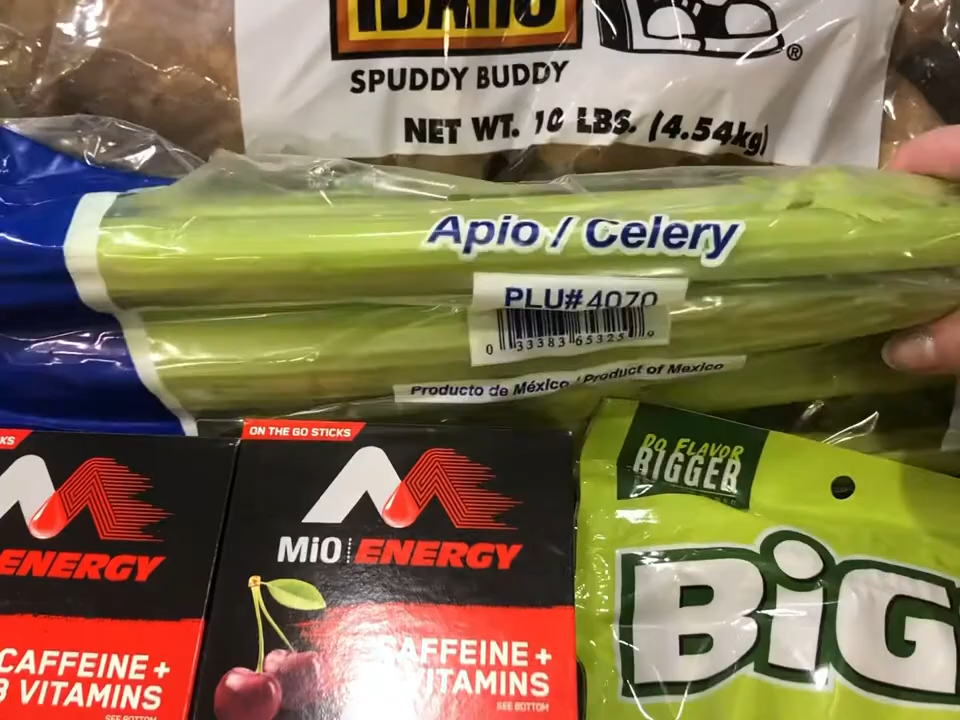 IDAHO
SPUDDY BUDDY
®
NET WT. 10 LBS. (4.54kg)
Apio / Celery
PLU# 4070
0 33383 65325 9
Producto de México / Product of Mexico
ON THE GO STICKS
MiO ENERGY
CAFFEINE +
VITAMINS
SEE BOTTOM
KS
ENERGY
CAFFEINE +
B VITAMINS
SEE BOTTOM
DO FLAVOR
BIGGER
BiG